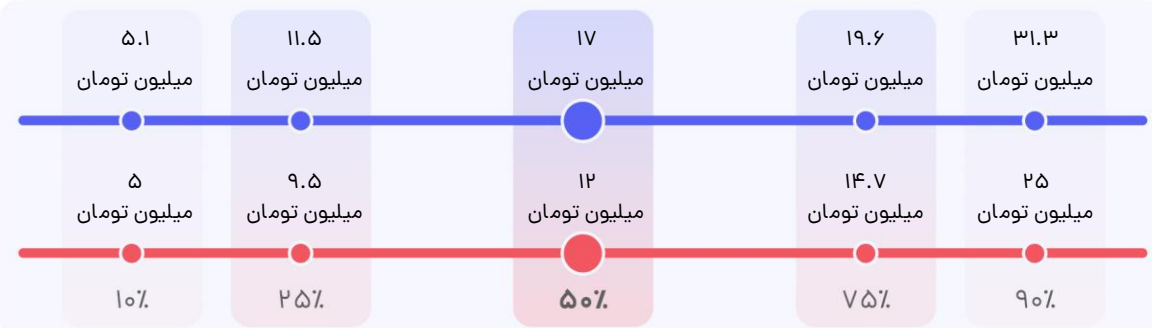 ۵.۱ ۱۱.۵ ۱۷ ۱۹.۶ ۳۱.۳
میلیون تومان میلیون تومان میلیون تومان میلیون تومان میلیون تومان
۵ ۹.۵ ۱۲ ۱۴.۷ ۲۵
میلیون تومان میلیون تومان میلیون تومان میلیون تومان میلیون تومان
۱۰٪ ۲۵٪ ۵۰٪ ۷۵٪ ۹۰٪